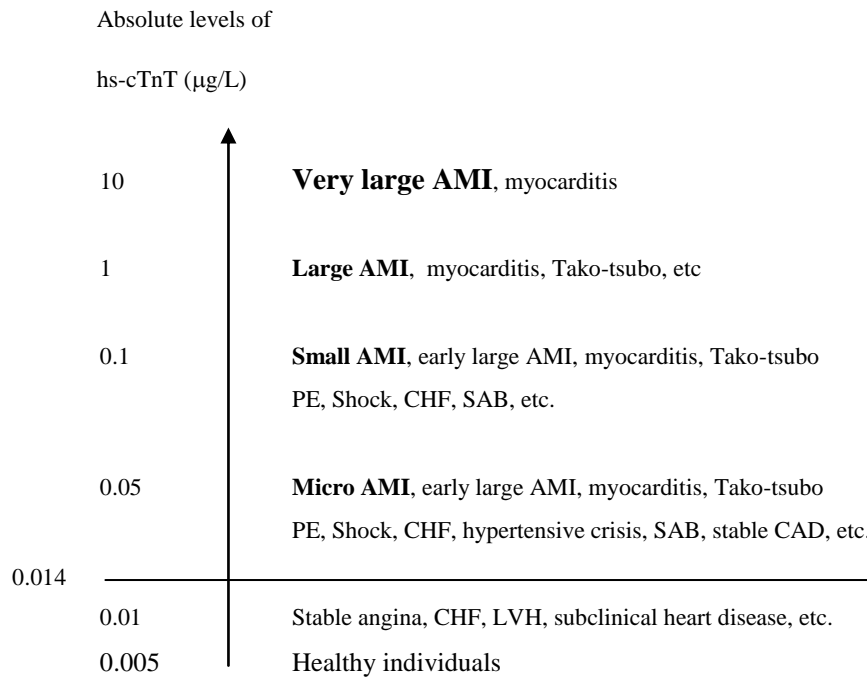 Absolute levels of
hs-cTnT (μg/L)
10 Very large AMI, myocarditis
1 Large AMI, myocarditis, Tako-tsubo, etc
0.1 Small AMI, early large AMI, myocarditis, Tako-tsubo
PE, Shock, CHF, SAB, etc.
0.05 Micro AMI, early large AMI, myocarditis, Tako-tsubo
PE, Shock, CHF, hypertensive crisis, SAB, stable CAD, etc.
0.014
0.01 Stable angina, CHF, LVH, subclinical heart disease, etc.
0.005 Healthy individuals